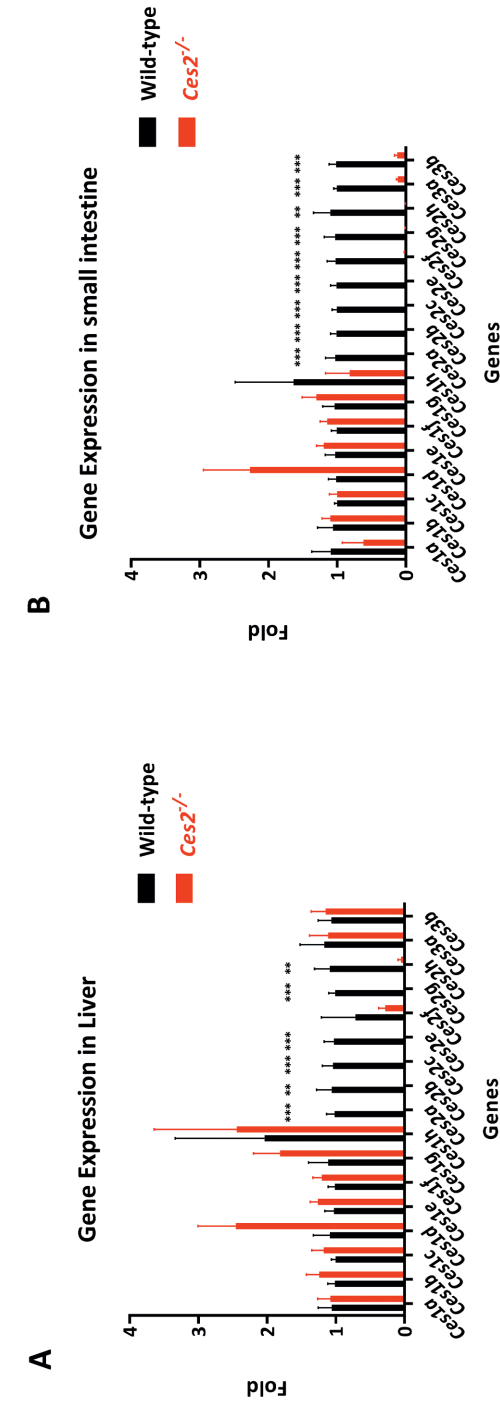 A
Gene Expression in Liver
Wild-type
Ces2-/-
4
3
2
1
0
Fold
*** ** *** *** *** **
Ces1a Ces1b Ces1c Ces1d Ces1e Ces1f Ces1g Ces1h Ces2a Ces2b Ces2c Ces2e Ces2f Ces2g Ces2h Ces3a Ces3b
Genes
B
Gene Expression in small intestine
Wild-type
Ces2-/-
4
3
2
1
0
Fold
*** *** *** *** *** *** ** *** ***
Ces1a Ces1b Ces1c Ces1d Ces1e Ces1f Ces1g Ces1h Ces2a Ces2b Ces2c Ces2e Ces2f Ces2g Ces2h Ces3a Ces3b
Genes